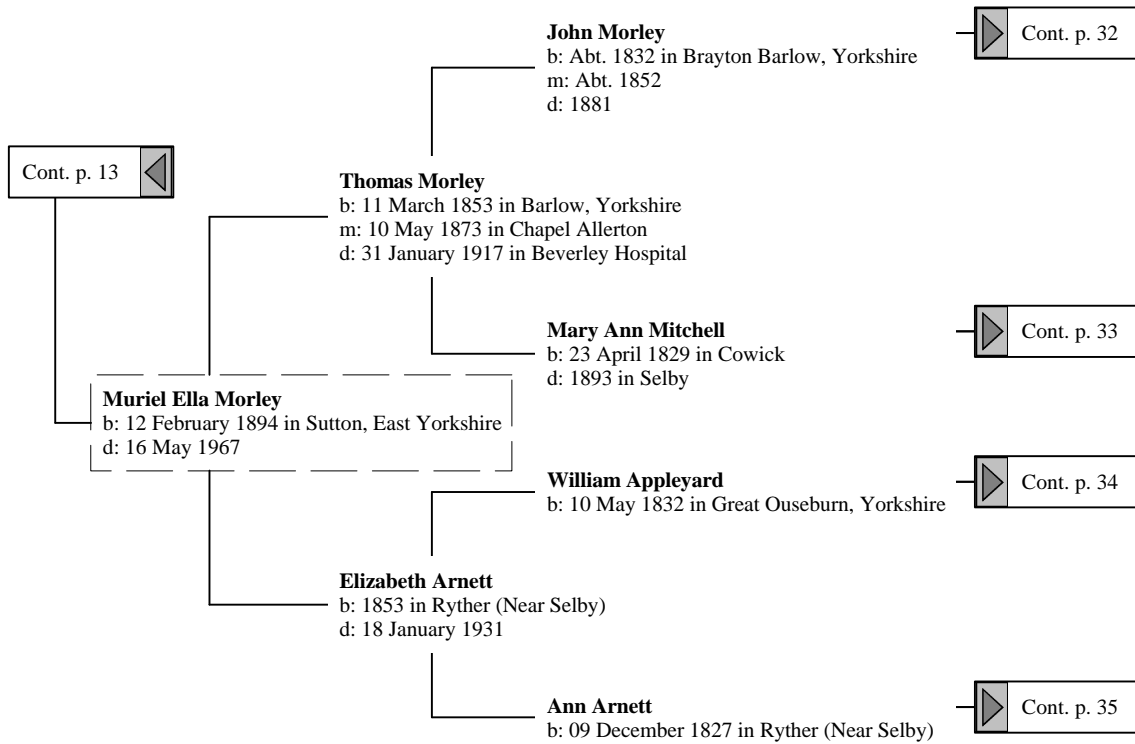 John Morley
b: Abt. 1832 in Brayton Barlow, Yorkshire
m: Abt. 1852
d: 1881
Cont. p. 32
Cont. p. 13
Thomas Morley
b: 11 March 1853 in Barlow, Yorkshire
m: 10 May 1873 in Chapel Allerton
d: 31 January 1917 in Beverley Hospital
Mary Ann Mitchell
b: 23 April 1829 in Cowick
d: 1893 in Selby
Cont. p. 33
Muriel Ella Morley
b: 12 February 1894 in Sutton, East Yorkshire
d: 16 May 1967
William Appleyard
b: 10 May 1832 in Great Ouseburn, Yorkshire
Cont. p. 34
Elizabeth Arnett
b: 1853 in Ryther (Near Selby)
d: 18 January 1931
Ann Arnett
b: 09 December 1827 in Ryther (Near Selby)
Cont. p. 35